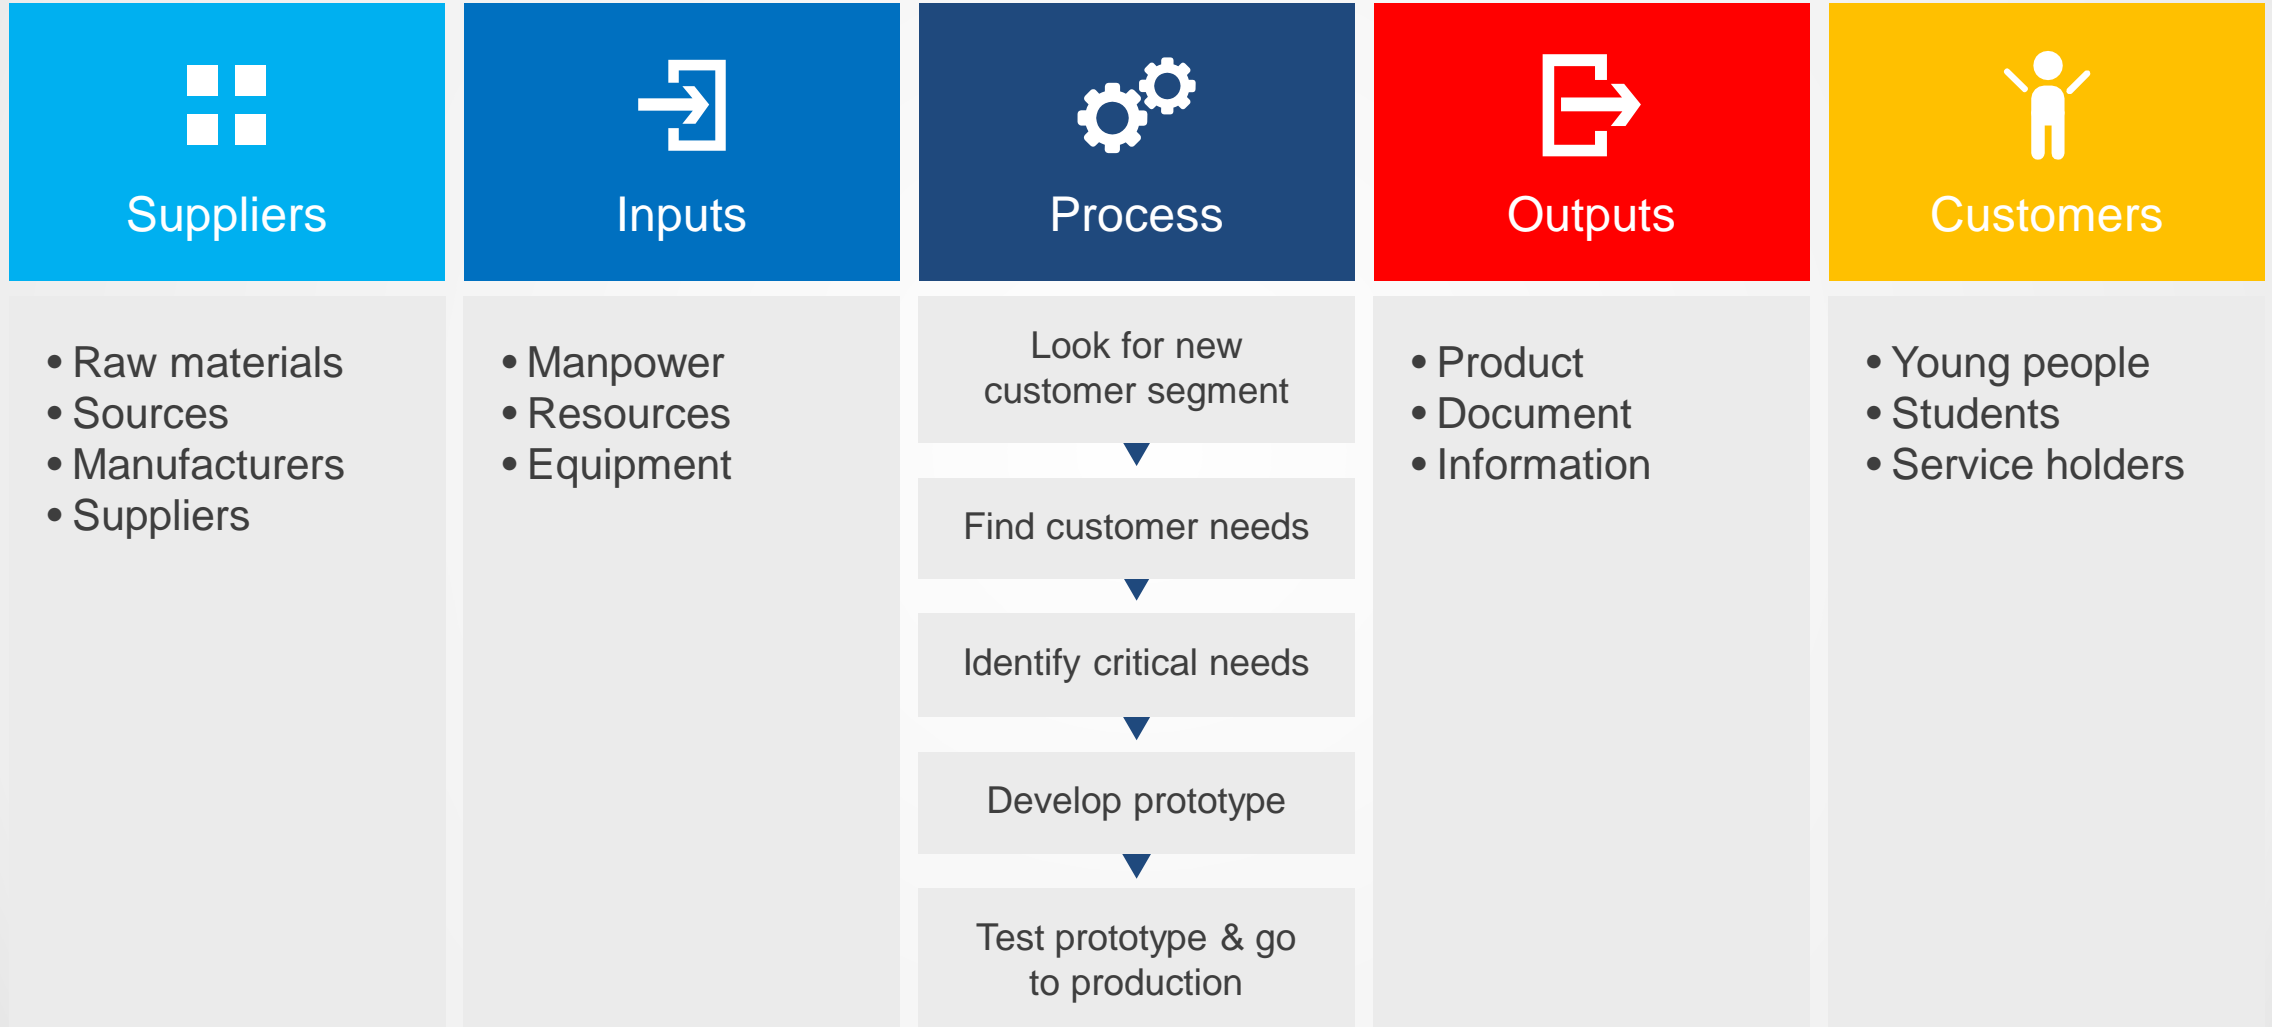 Suppliers
Inputs
Process
Outputs
Customers
• Raw materials
• Sources
• Manufacturers
• Suppliers
• Manpower
• Resources
• Equipment
Look for new
customer segment
Find customer needs
Identify critical needs
Develop prototype
Test prototype & go
to production
• Product
• Document
• Information
• Young people
• Students
• Service holders